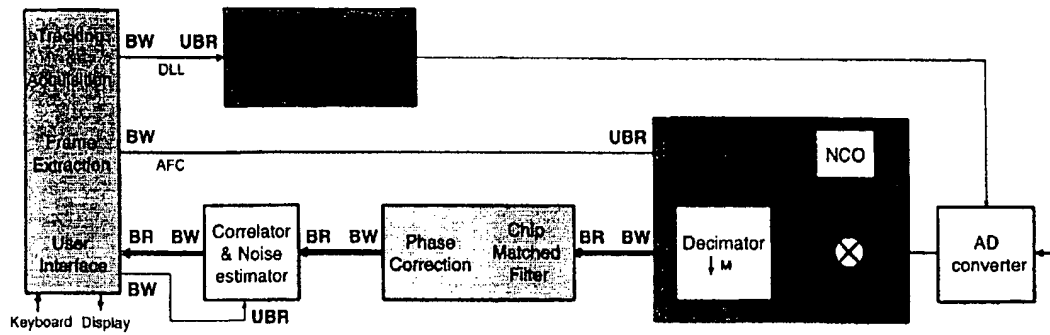 Tracking
Acquisition
BW UBR
DLL
Frame
Extraction
BW UBR
AFC
NCO
User
Interface
BR BW
Correlator
& Noise
estimator
BR BW
Phase
Correction
Chip
Matched
Filter
BR BW
Decimator
↓ M
AD
converter
BW
UBR
Keyboard Display